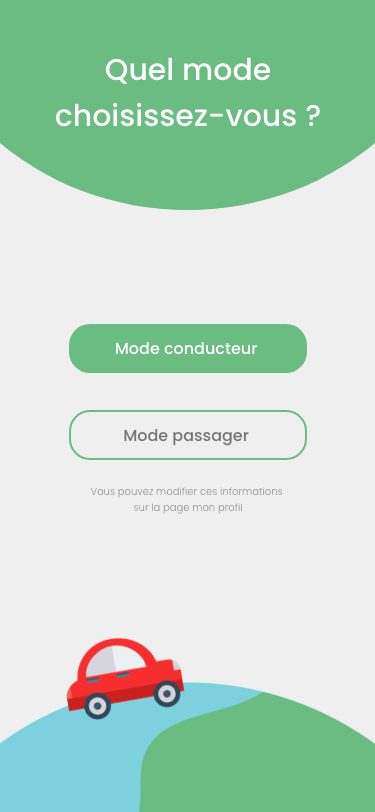 Quel mode
choisissez-vous ?
Mode conducteur
Mode passager
Vous pouvez modifier ces informations
sur la page mon profil